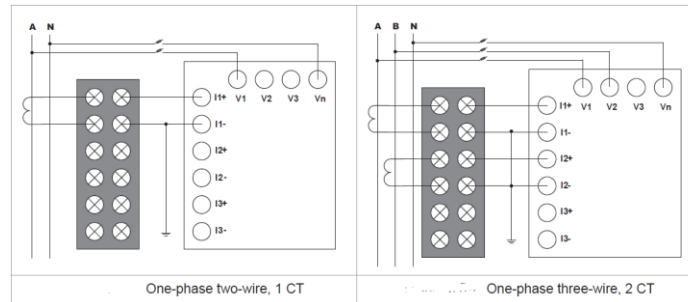 A N
V1 V2 V3 Vn
I1+
I1-
I2+
I2-
I3+
I3-
One-phase two-wire, 1 CT
A B N
V1 V2 V3 Vn
I1+
I1-
I2+
I2-
I3+
I3-
One-phase three-wire, 2 CT